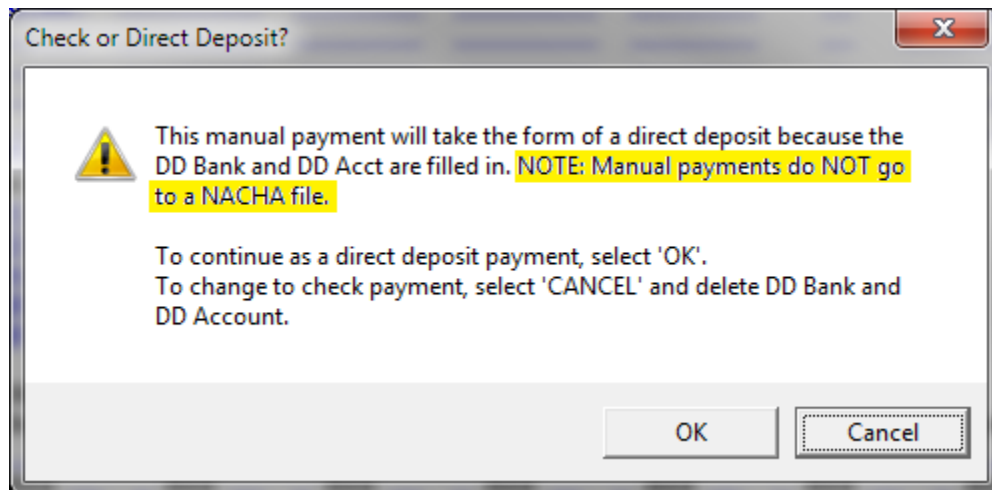 Check or Direct Deposit?
This manual payment will take the form of a direct deposit because the
DD Bank and DD Acct are filled in. NOTE: Manual payments do NOT go
to a NACHA file.
To continue as a direct deposit payment, select 'OK'.
To change to check payment, select 'CANCEL' and delete DD Bank and
DD Account.
OK
Cancel